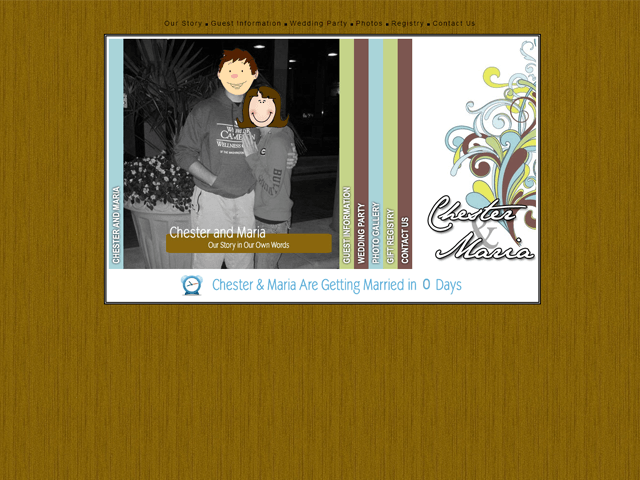 Our Story ■ Guest Information ■ Wedding Party ■ Photos ■ Registry ■ Contact Us
CHESTER AND MARIA
Chester and Maria
Our Story in Our Own Words
GUEST INFORMATION
WEDDING PARTY
PHOTO GALLERY
GIFT REGISTRY
CONTACT US
Chester
&
Maria
Chester & Maria Are Getting Married in 0 Days